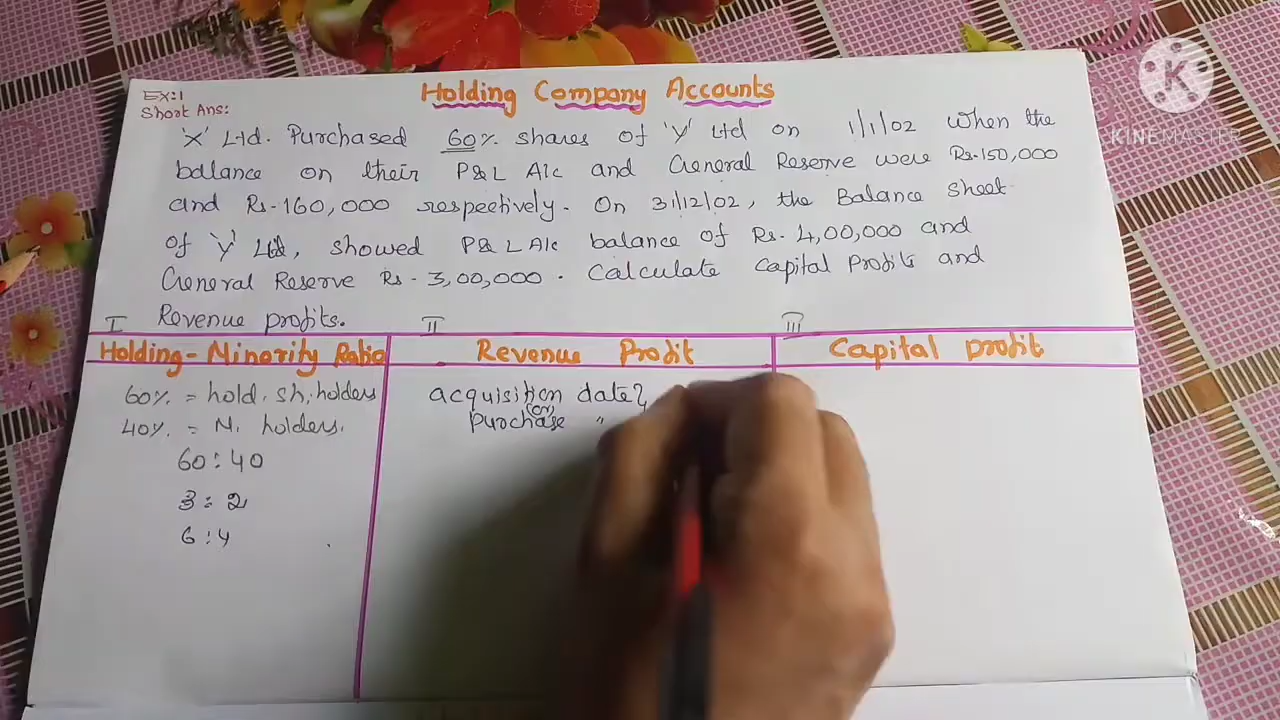 Holding Company Accounts
Ex:1
Short Ans:
'X' Ltd. Purchased 60% shares of 'Y' Ltd on 1/1/02 when the
ballance on their P&L A/c and General Reserve were Rs.150,000
and Rs.160,000 respectively. On 31/12/02, the Balance Sheet
of 'Y' Ltd, showed P&L A/c balance of Rs. 4,00,000 and
General Reserve Rs. 3,00,000. Calculate Capital Profits and
Revenue profits.
I II III
Holding-Minority Ratio Revenue Profit Capital profit
60% = hold. sh. holders
40% = M. holders.
60:40
3:2
6:4
acquisition date
(or)
Purchase "
KINEMASTER